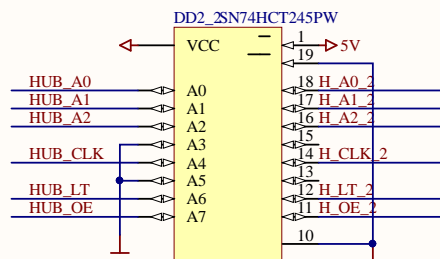 DD2_2SN74HCT245PW
VCC 1 5V
19
HUB_A0 A0 18 H_A0_2
HUB_A1 A1 17 H_A1_2
HUB_A2 A2 16 H_A2_2
A3 15
HUB_CLK A4 14 H_CLK_2
A5 13
HUB_LT A6 12 H_LT_2
HUB_OE A7 11 H_OE_2
10